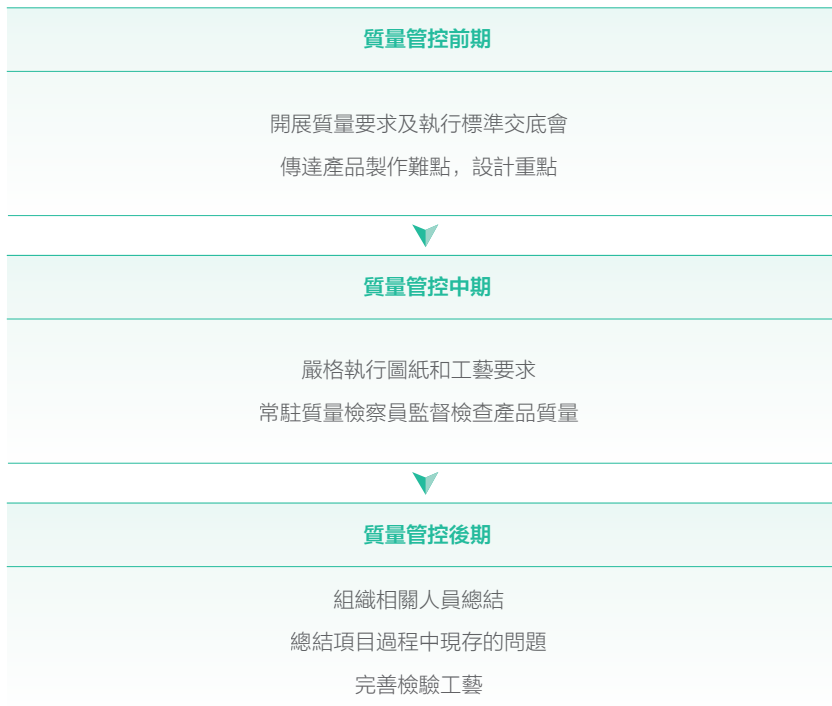 質量管控前期
開展質量要求及執行標準交底會
傳達產品製作難點，設計重點
質量管控中期
嚴格執行圖紙和工藝要求
常駐質量檢察員監督檢查產品質量
質量管控後期
組織相關人員總結
總結項目過程中現存的問題
完善檢驗工藝